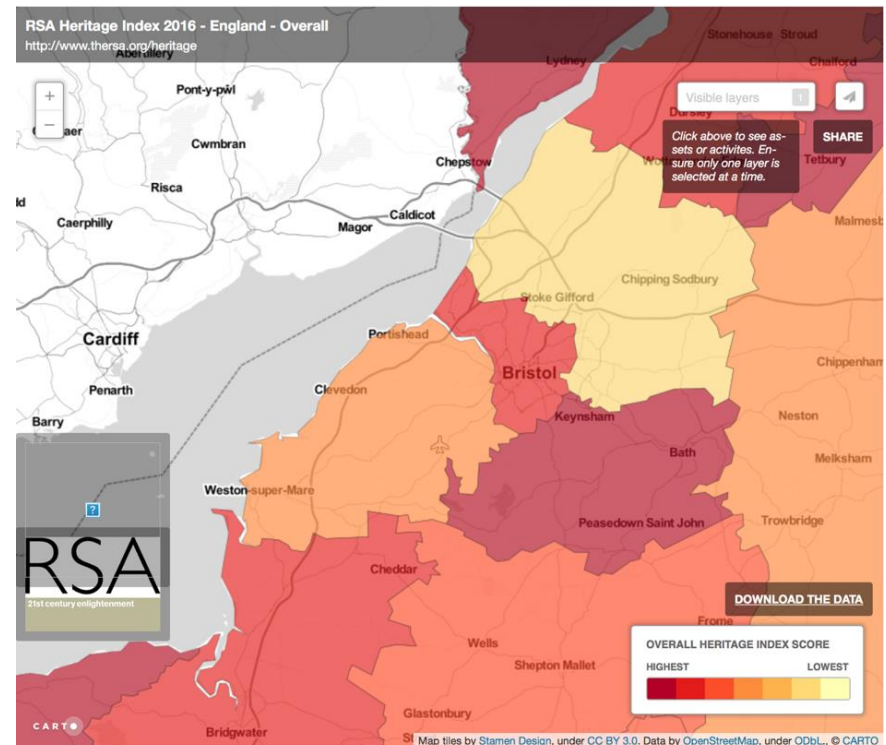 RSA Heritage Index 2016 - England - Overall
http://www.thersa.org/heritage
Abertillery
Stonehouse Stroud
Lydney
Chalford
+
−
Pont-y-pŵl
Visible layers 1
Dursley
Click above to see as-
sets or activites. En-
sure only one layer is
selected at a time.
SHARE
Cwmbran
Chepstow
Tetbury
Risca
Caldicot
Caerphilly
Magor
Malmesb
Chipping Sodbury
Stoke Gifford
Cardiff
Portishead
Chippenham
Bristol
Penarth
Clevedon
Keynsham
Neston
Barry
Bath
Melksham
Weston-super-Mare
?
Peasedown Saint John
Trowbridge
RSA
21st century enlightenment
Cheddar
DOWNLOAD THE DATA
Frome
Wells
OVERALL HERITAGE INDEX SCORE
HIGHEST LOWEST
Shepton Mallet
Glastonbury
CARTO
Bridgwater
St
Map tiles by Stamen Design, under CC BY 3.0. Data by OpenStreetMap, under ODbL., © CARTO